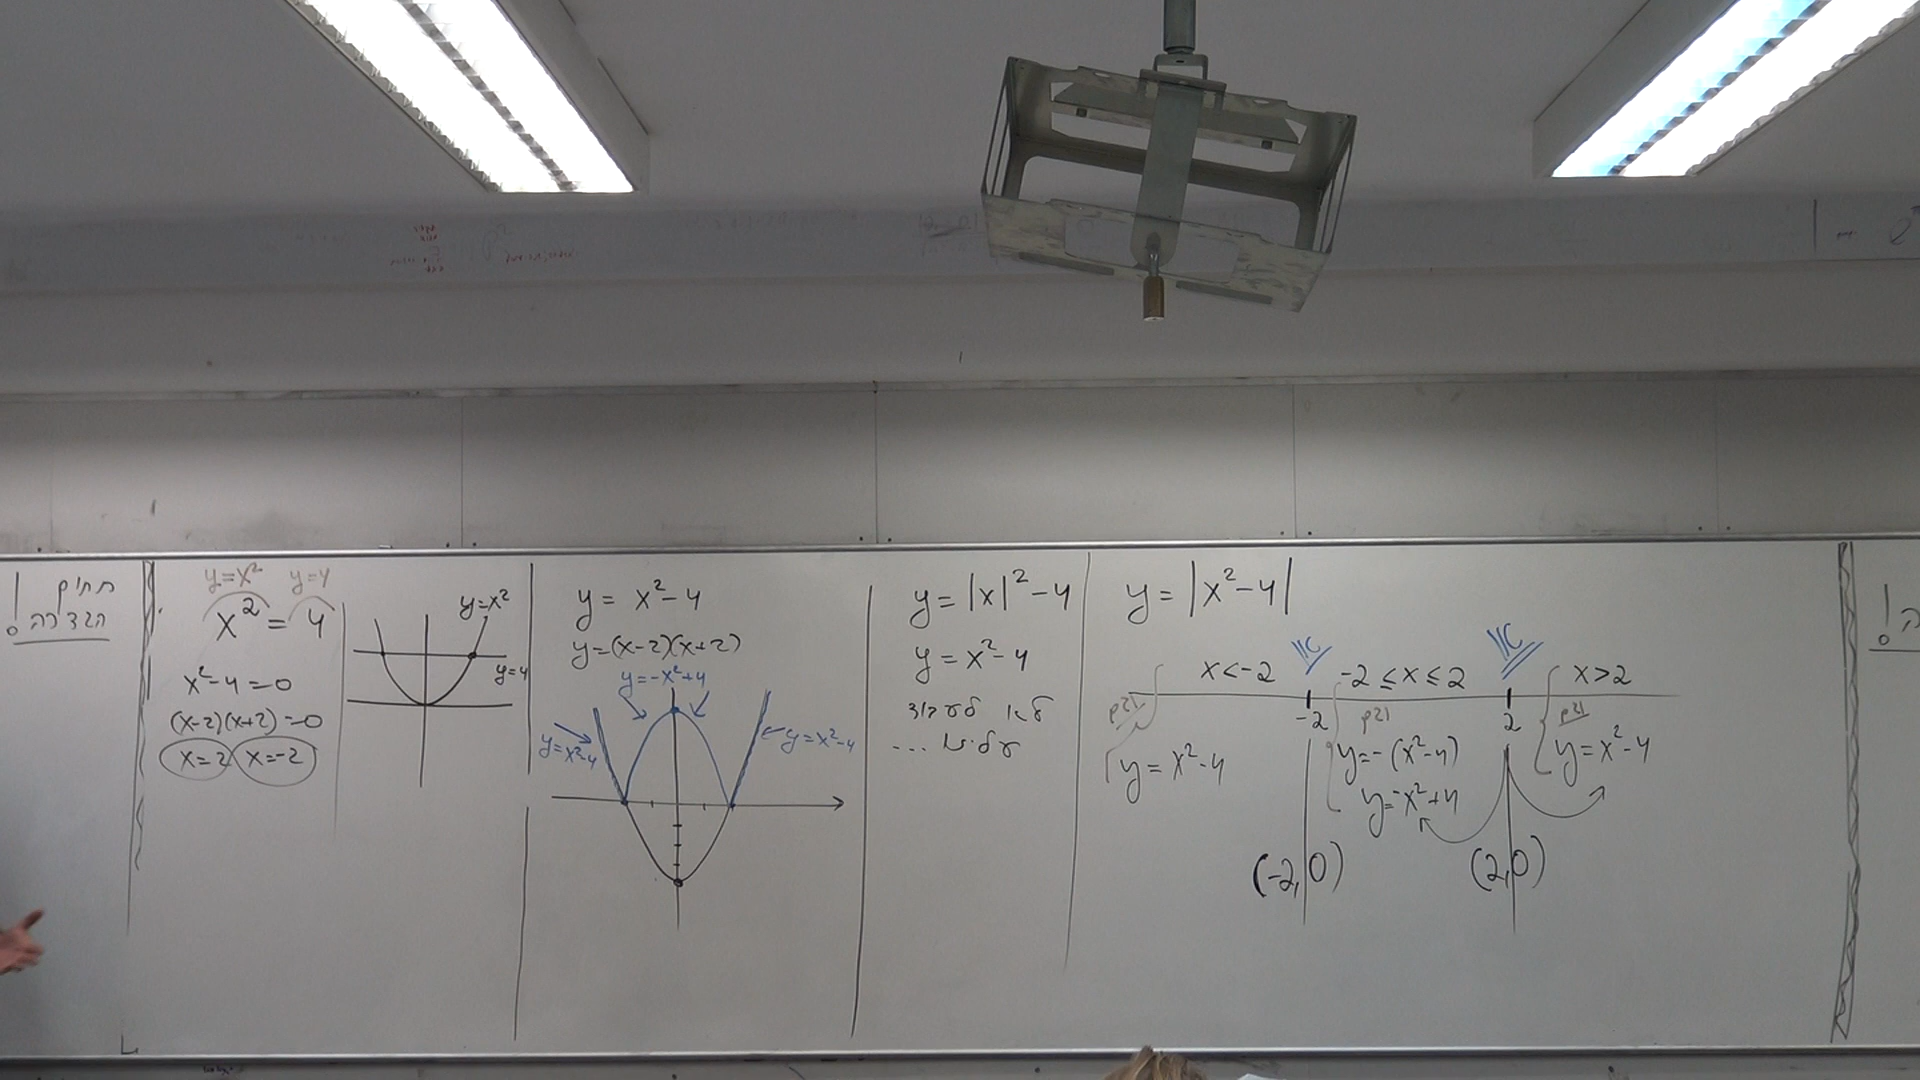 תחום
הגדרה!
y=x² y=4
x² = 4
x²-4=0
(x-2)(x+2)=0
x=2 x=-2
y=x²
y=4
y= x²-4
y=(x-2)(x+2)
y=-x²+4
y=x²-4
y=x²-4
y=|x|²-4
y=x²-4
...
y=|x²-4|
x<-2
-2≤x≤2
x>2
-2
2
y=x²-4
y=-(x²-4)
y=-x²+4
y=x²-4
(-2,0)
(2,0)